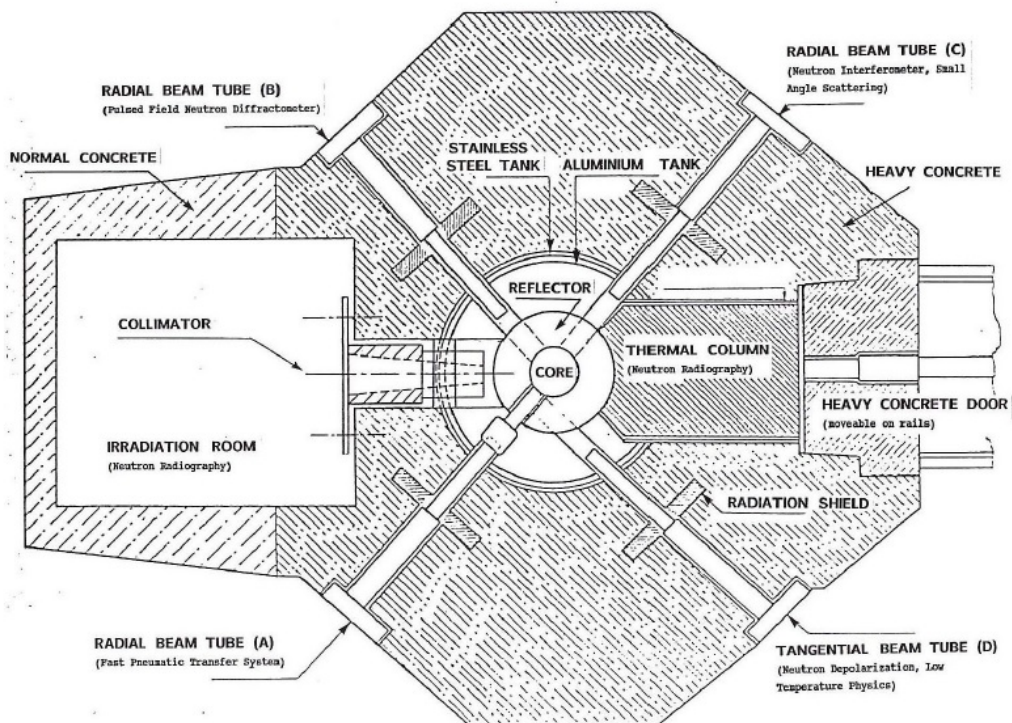 RADIAL BEAM TUBE (C)
(Neutron Interferometer, Small
Angle Scattering)
RADIAL BEAM TUBE (B)
(Pulsed Field Neutron Diffractometer)
NORMAL CONCRETE
STAINLESS
STEEL TANK
ALUMINIUM TANK
HEAVY CONCRETE
REFLECTOR
COLLIMATOR
THERMAL COLUMN
(Neutron Radiography)
CORE
HEAVY CONCRETE DOOR
(moveable on rails)
IRRADIATION ROOM
(Neutron Radiography)
RADIATION SHIELD
RADIAL BEAM TUBE (A)
(Fast Pneumatic Transfer System)
TANGENTIAL BEAM TUBE (D)
(Neutron Depolarization, Low
Temperature Physics)